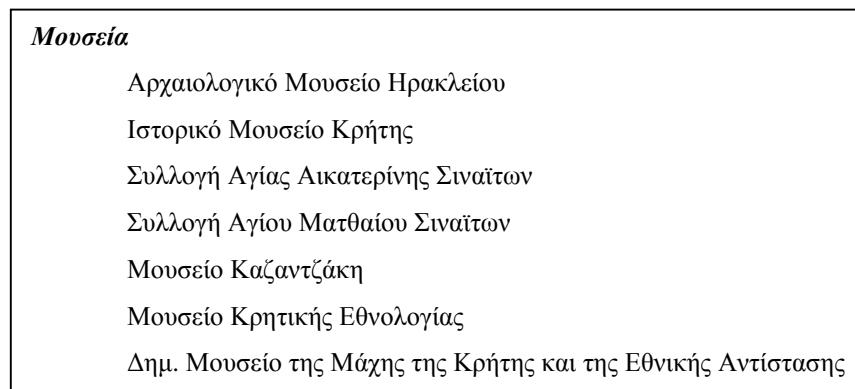 Μουσεία
Αρχαιολογικό Μουσείο Ηρακλείου
Ιστορικό Μουσείο Κρήτης
Συλλογή Αγίας Αικατερίνης Σιναϊτων
Συλλογή Αγίου Ματθαίου Σιναϊτων
Μουσείο Καζαντζάκη
Μουσείο Κρητικής Εθνολογίας
Δημ. Μουσείο της Μάχης της Κρήτης και της Εθνικής Αντίστασης